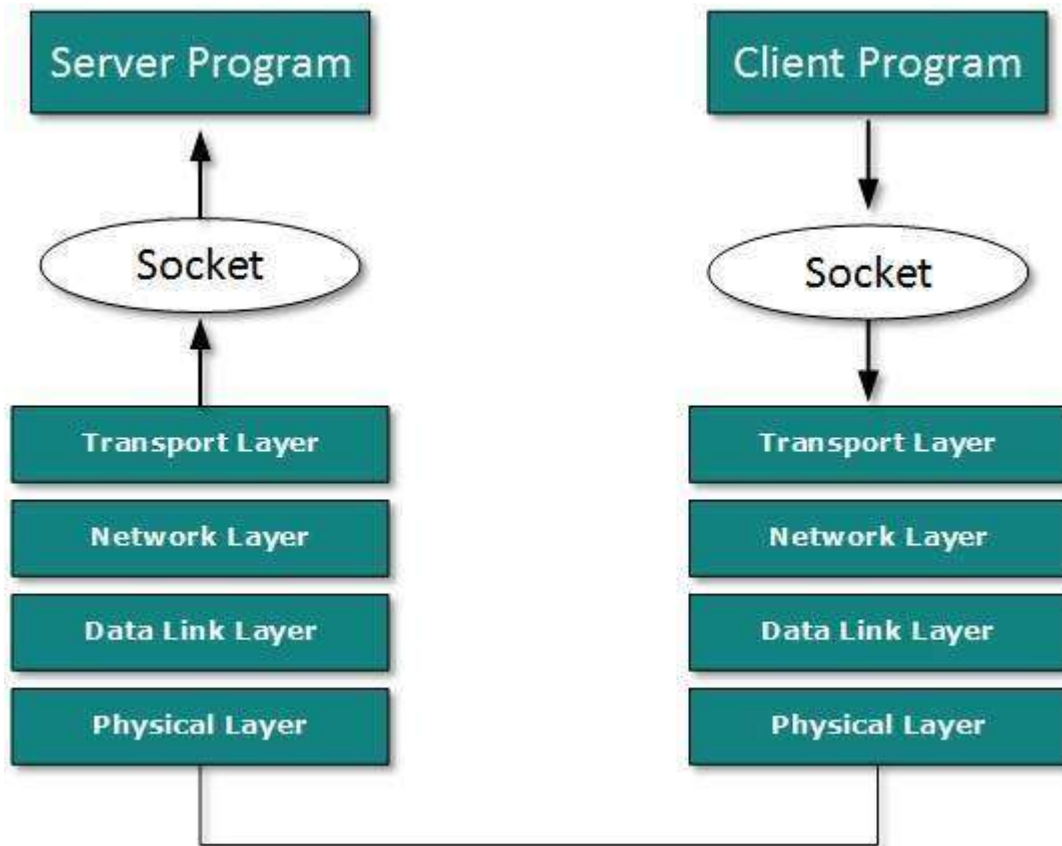 Server Program
Client Program
Socket
Socket
Transport Layer
Transport Layer
Network Layer
Network Layer
Data Link Layer
Data Link Layer
Physical Layer
Physical Layer